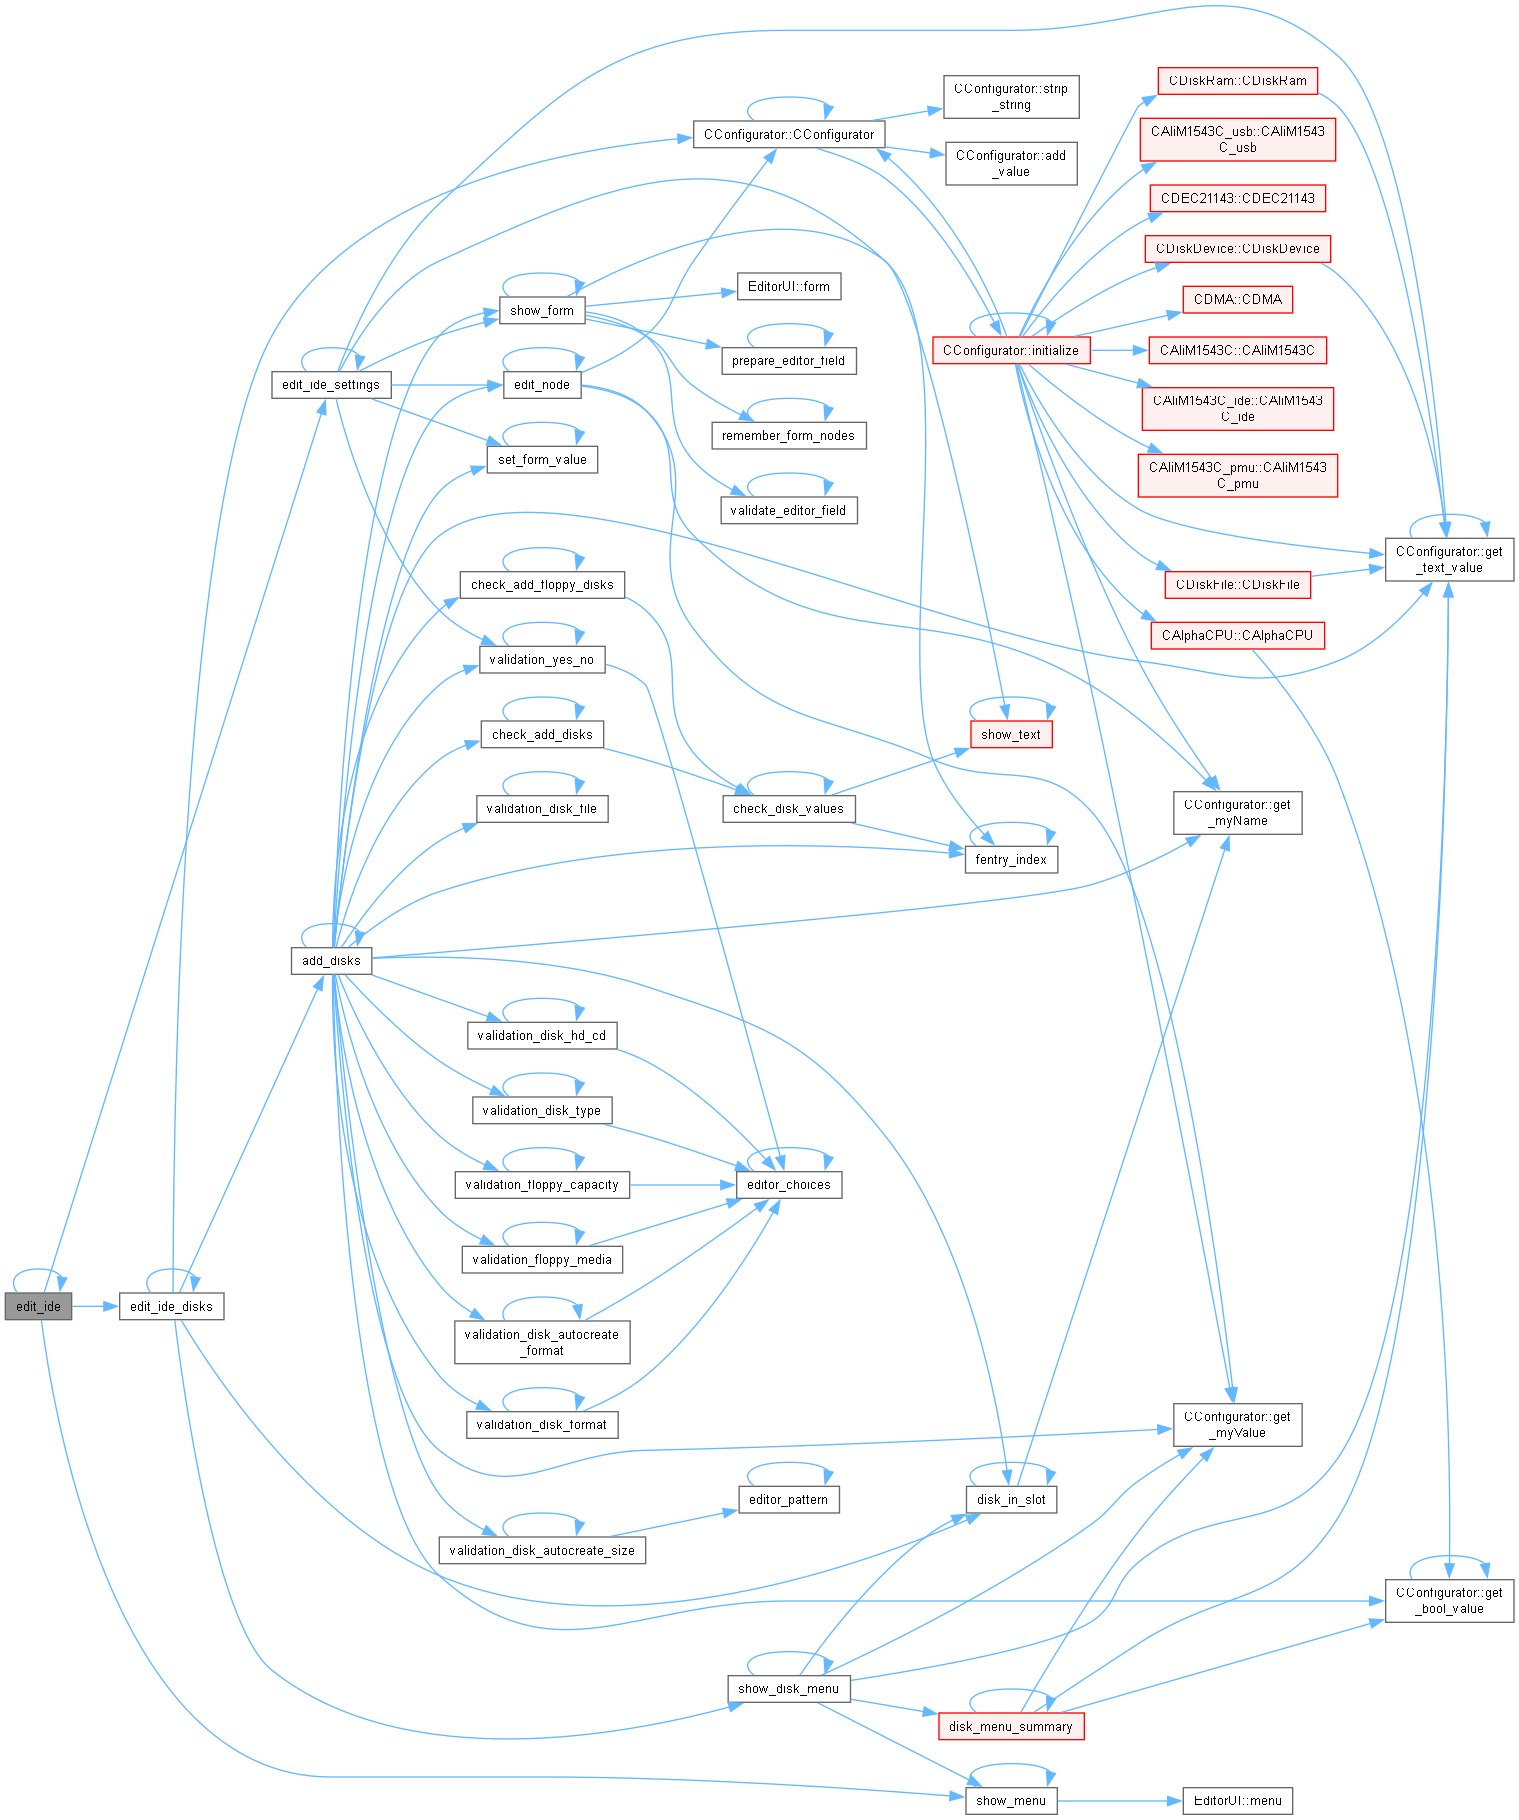 CDiskRam::CDiskRam
CConfigurator::strip
_string
CConfigurator::CConfigurator
CAliM1543C_usb::CAliM1543
C_usb
CConfigurator::add
_value
CDEC21143::CDEC21143
CDiskDevice::CDiskDevice
EditorUI::form
CDMA::CDMA
show_form
CConfigurator::initialize
CAliM1543C::CAliM1543C
prepare_editor_field
edit_ide_settings
edit_node
CAliM1543C_ide::CAliM1543
C_ide
remember_form_nodes
set_form_value
CAliM1543C_pmu::CAliM1543
C_pmu
validate_editor_field
CConfigurator::get
_text_value
check_add_floppy_disks
CDiskFile::CDiskFile
CAlphaCPU::CAlphaCPU
validation_yes_no
check_add_disks
show_text
validation_disk_file
check_disk_values
CConfigurator::get
_myName
fentry_index
add_disks
validation_disk_hd_cd
validation_disk_type
validation_floppy_capacity
editor_choices
validation_floppy_media
edit_ide
edit_ide_disks
validation_disk_autocreate
_format
validation_disk_format
CConfigurator::get
_myValue
editor_pattern
disk_in_slot
validation_disk_autocreate_size
CConfigurator::get
_bool_value
show_disk_menu
disk_menu_summary
show_menu
EditorUI::menu